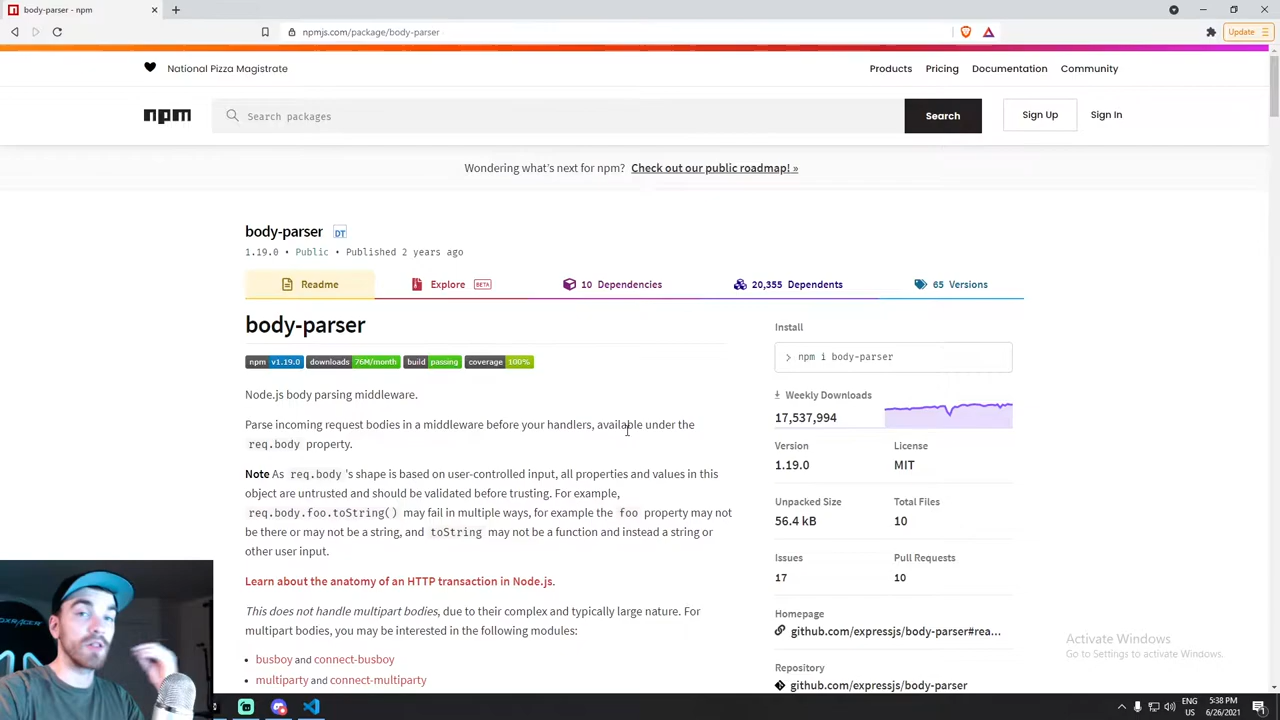 body-parser - npm
npmjs.com/package/body-parser
Update
National Pizza Magistrate
Products Pricing Documentation Community
npm
Search packages
Search
Sign Up
Sign In
Wondering what's next for npm? Check out our public roadmap! »
body-parser DT
1.19.0 • Public • Published 2 years ago
Readme
Explore BETA
10 Dependencies
20,355 Dependents
65 Versions
body-parser
npm v1.19.0 downloads 76M/month build passing coverage 100%
Node.js body parsing middleware.
Parse incoming request bodies in a middleware before your handlers, available under the
req.body property.
Note As req.body 's shape is based on user-controlled input, all properties and values in this
object are untrusted and should be validated before trusting. For example,
req.body.foo.toString() may fail in multiple ways, for example the foo property may not
be there or may not be a string, and toString may not be a function and instead a string or
other user input.
Learn about the anatomy of an HTTP transaction in Node.js.
This does not handle multipart bodies, due to their complex and typically large nature. For
multipart bodies, you may be interested in the following modules:
• busboy and connect-busboy
• multiparty and connect-multiparty
Install
> npm i body-parser
Weekly Downloads
17,537,994
Version License
1.19.0 MIT
Unpacked Size Total Files
56.4 kB 10
Issues Pull Requests
17 10
Homepage
github.com/expressjs/body-parser#rea...
Repository
github.com/expressjs/body-parser
Activate Windows
Go to Settings to activate Windows.
ENG
US
5:38 PM
6/26/2021